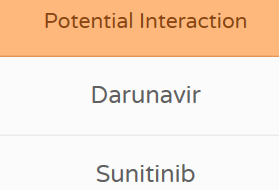 Potential Interaction
Darunavir
Sunitinib